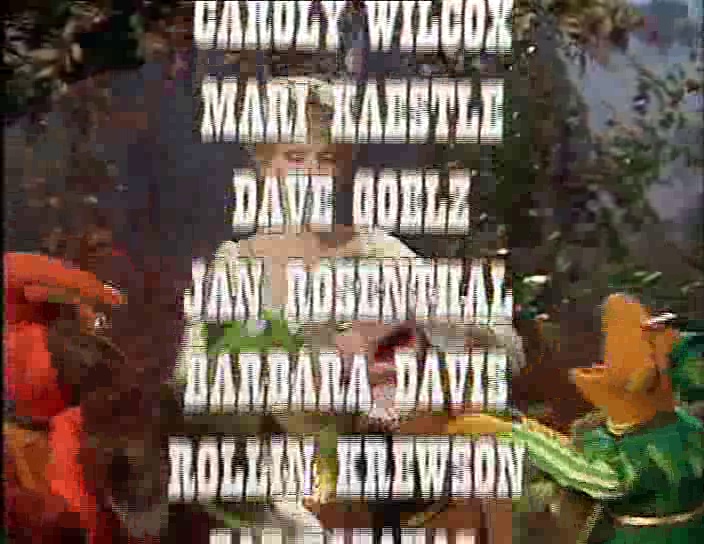 CAROLY WILCOX
MARI KAESTLE
DAVE GOELZ
JAN ROSENTHAL
BARBARA DAVIS
ROLLIN KREWSON